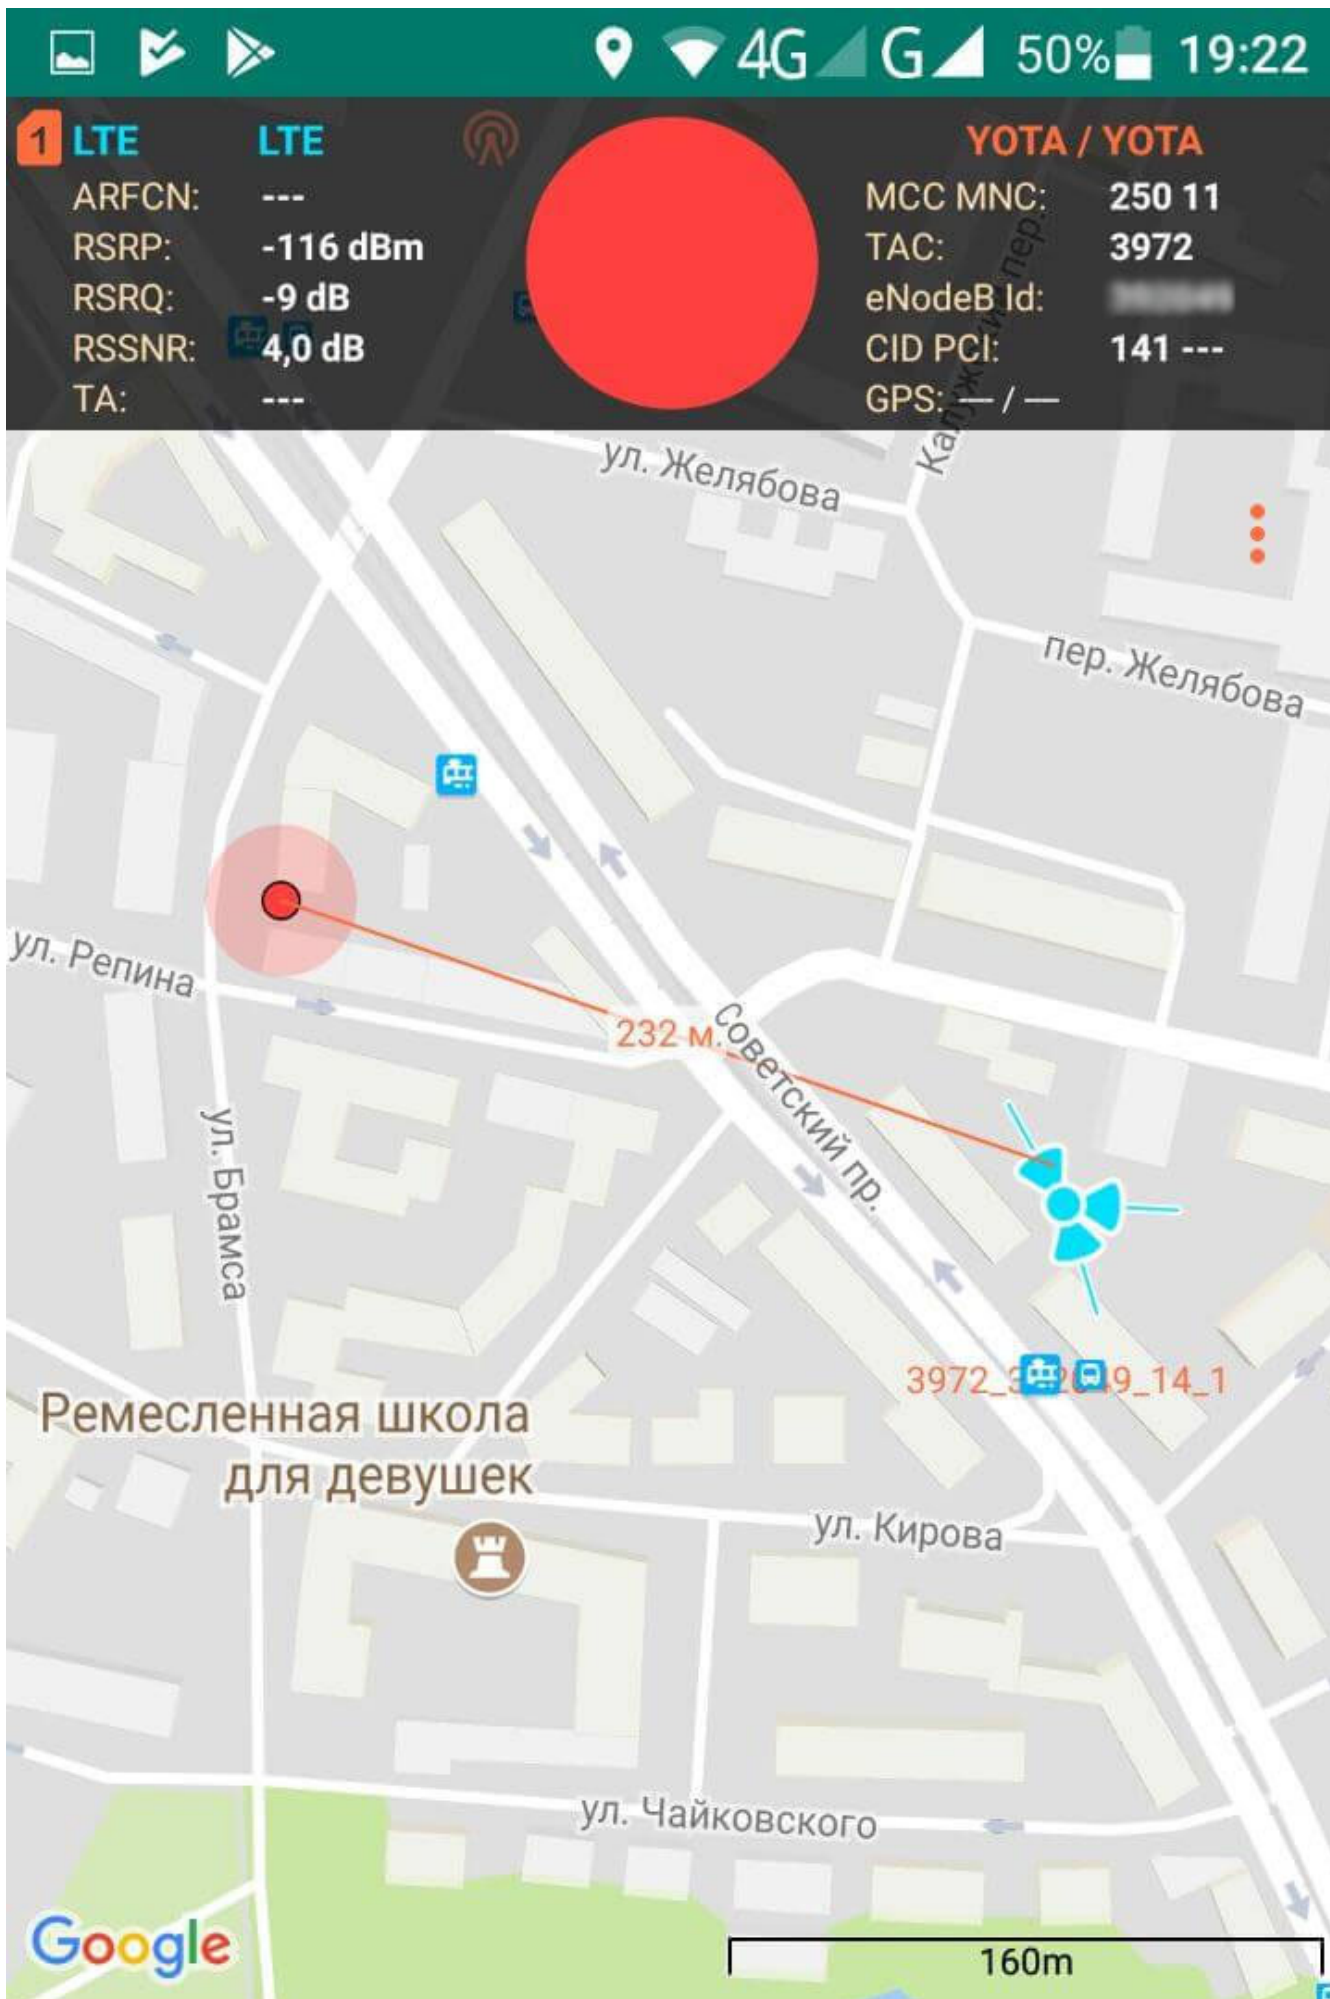 4G G 50% 19:22
1 LTE LTE YOTA / YOTA
ARFCN: --- MCC MNC: 250 11
RSRP: -116 dBm TAC: 3972
RSRQ: -9 dB eNodeB Id:
RSSNR: 4,0 dB CID PCI: 141 ---
TA: --- GPS: — / —
Калужский пер.
ул. Желябова
пер. Желябова
ул. Репина
232 м.
Советский пр.
ул. Брамса
Ремесленная школа
для девушек
ул. Кирова
ул. Чайковского
Google
160m